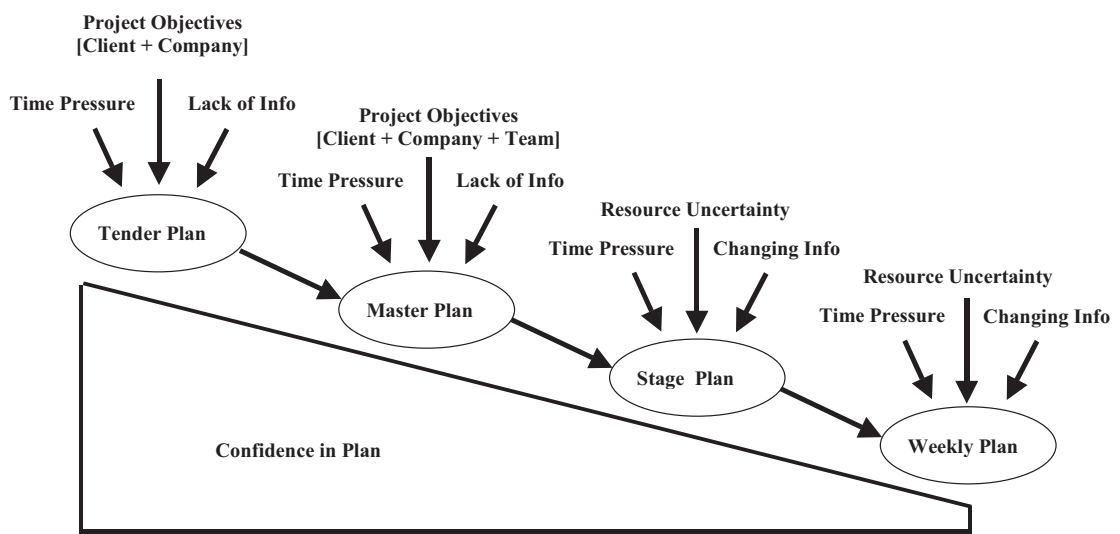 Project Objectives
[Client + Company]
Time Pressure
Lack of Info
Tender Plan
Project Objectives
[Client + Company + Team]
Time Pressure
Lack of Info
Master Plan
Resource Uncertainty
Time Pressure
Changing Info
Stage Plan
Resource Uncertainty
Time Pressure
Changing Info
Weekly Plan
Confidence in Plan